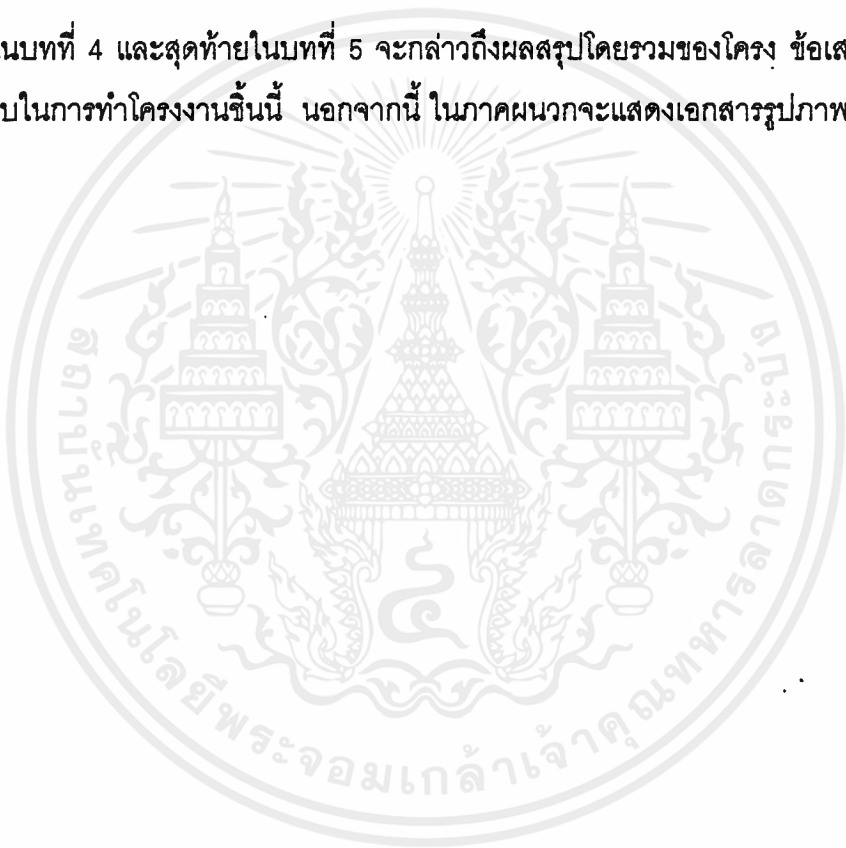 นบทที่ 4 และสุดท้ายในบทที่ 5 จะกล่าวถึงผลสรุปโดยรวมของโครง ข้อเส
บในการทำโครงงานชิ้นนี้ นอกจากนี้ ในภาคผนวกจะแสดงเอกสารรูปภาพ
สถาบันเทคโนโลยีพระจอมเกล้าเจ้าคุณทหารลาดกระบัง
๔